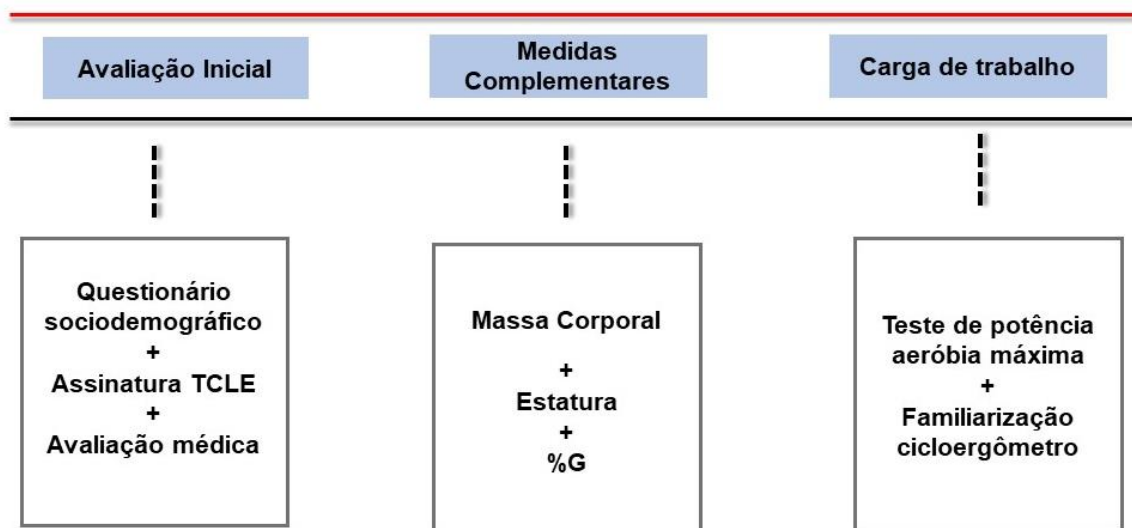 Avaliação Inicial
Medidas
Complementares
Carga de trabalho
Questionário
sociodemográfico
+
Assinatura TCLE
+
Avaliação médica
Massa Corporal
+
Estatura
+
%G
Teste de potência
aeróbia máxima
+
Familiarização
cicloergômetro